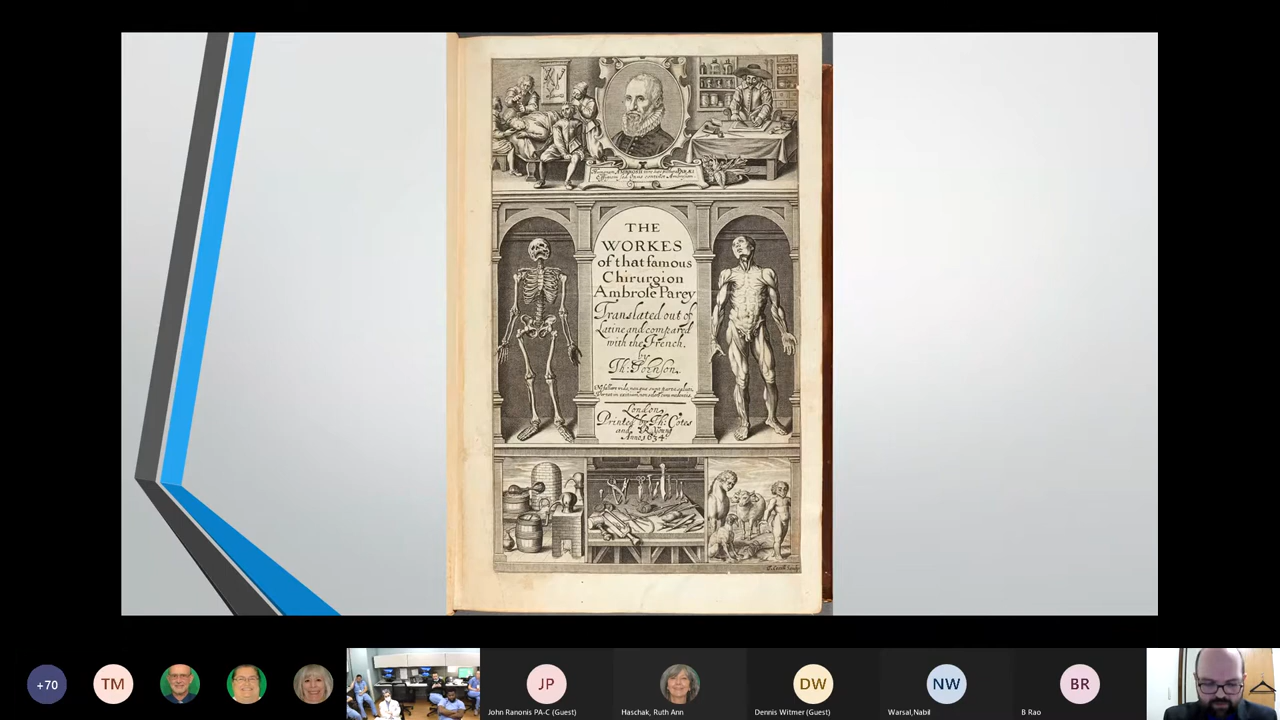 THE
WORKES
of that famous
Chirurgion
Ambrose Parey
Translated out of
Latine and compared
with the French.
by
Th: Johnson.
London
Printed by Th: Cotes
and R. Young
Anno 1634
+70
TM
JP
John Ranonis PA-C (Guest)
Haschak, Ruth Ann
DW
Dennis Witmer (Guest)
NW
Warsal,Nabil
BR
B Rao